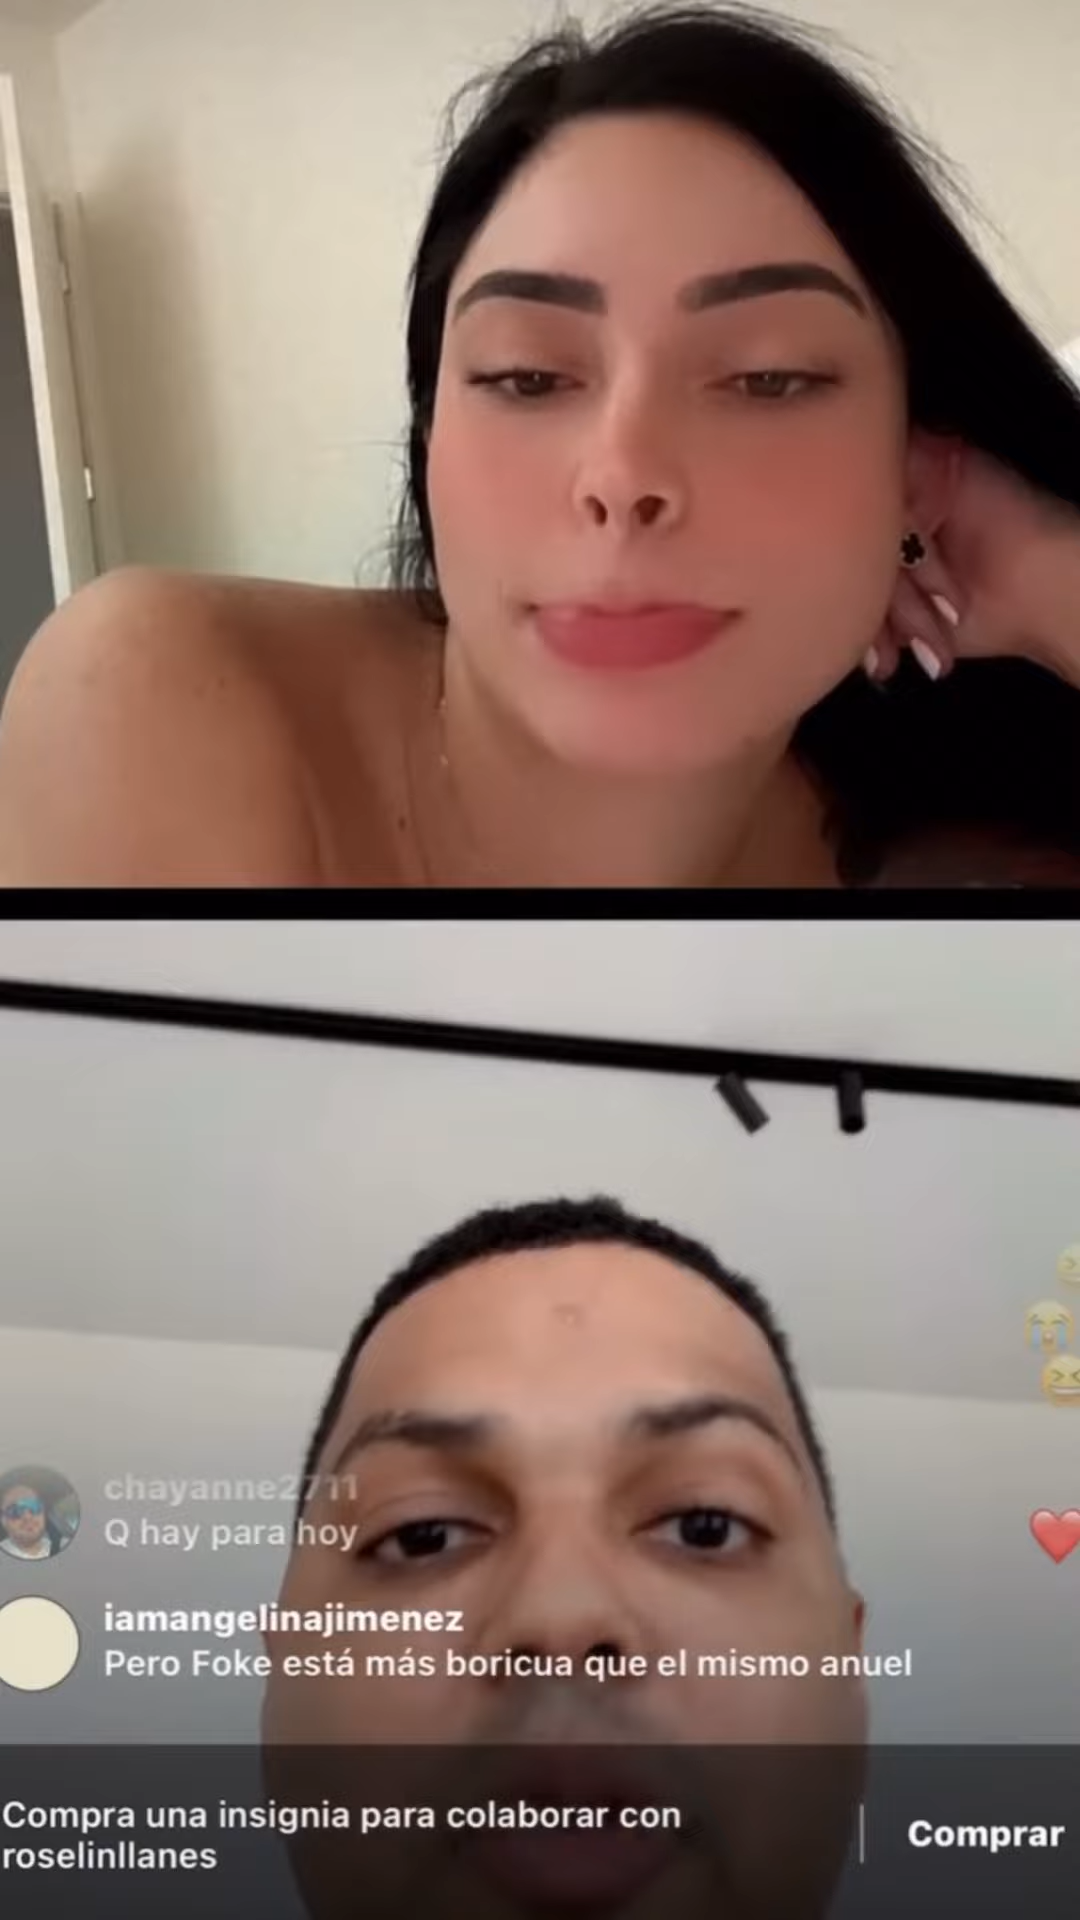 chayanne2711
Q hay para hoy
iamangelinajimenez
Pero Foke está más boricua que el mismo anuel
Compra una insignia para colaborar con
roselinllanes
Comprar